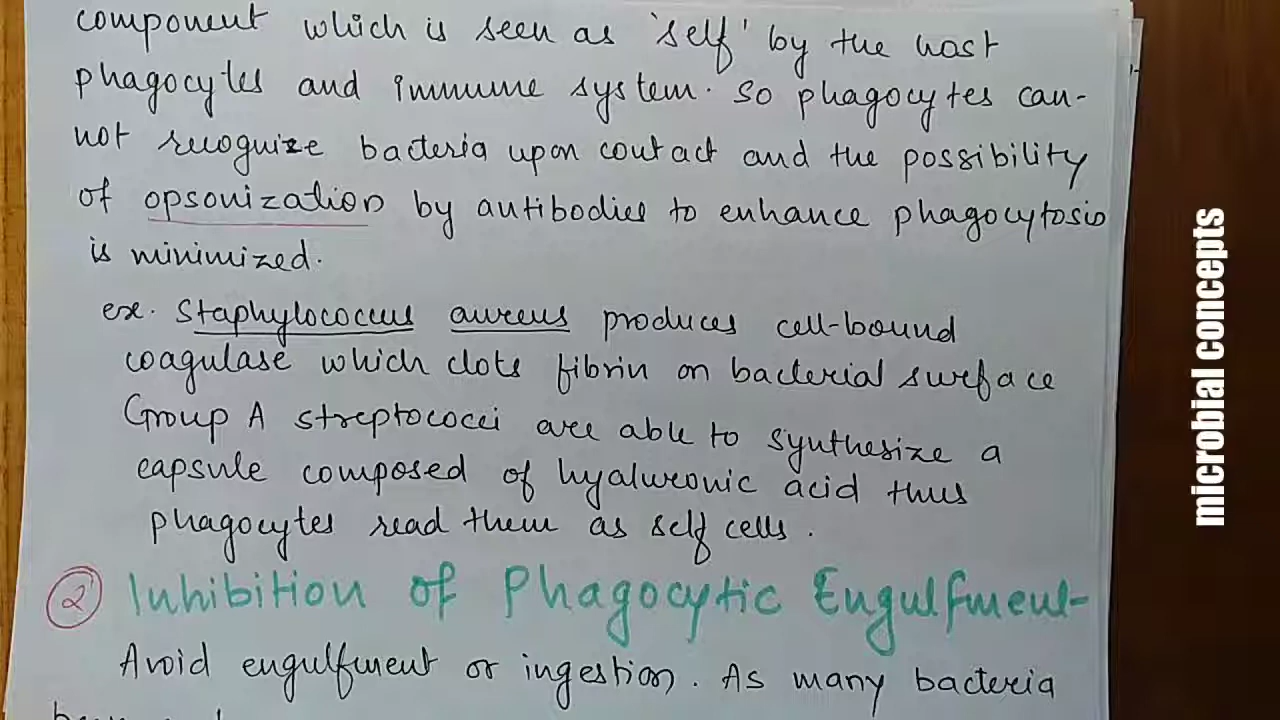 component which is seen as 'self' by the host
phagocytes and immune system. So phagocytes can-
not recognize bacteria upon contact and the possibility
of opsonization by antibodies to enhance phagocytosis
is minimized.
ex. Staphylococcus aureus produces cell-bound
coagulase which clots fibrin on bacterial surface
Group A streptococci are able to synthesize a
capsule composed of hyaluronic acid thus
phagocytes read them as self cells.
② Inhibition of Phagocytic Engulfment-
Avoid engulfment or ingestion. As many bacteria
microbial concepts